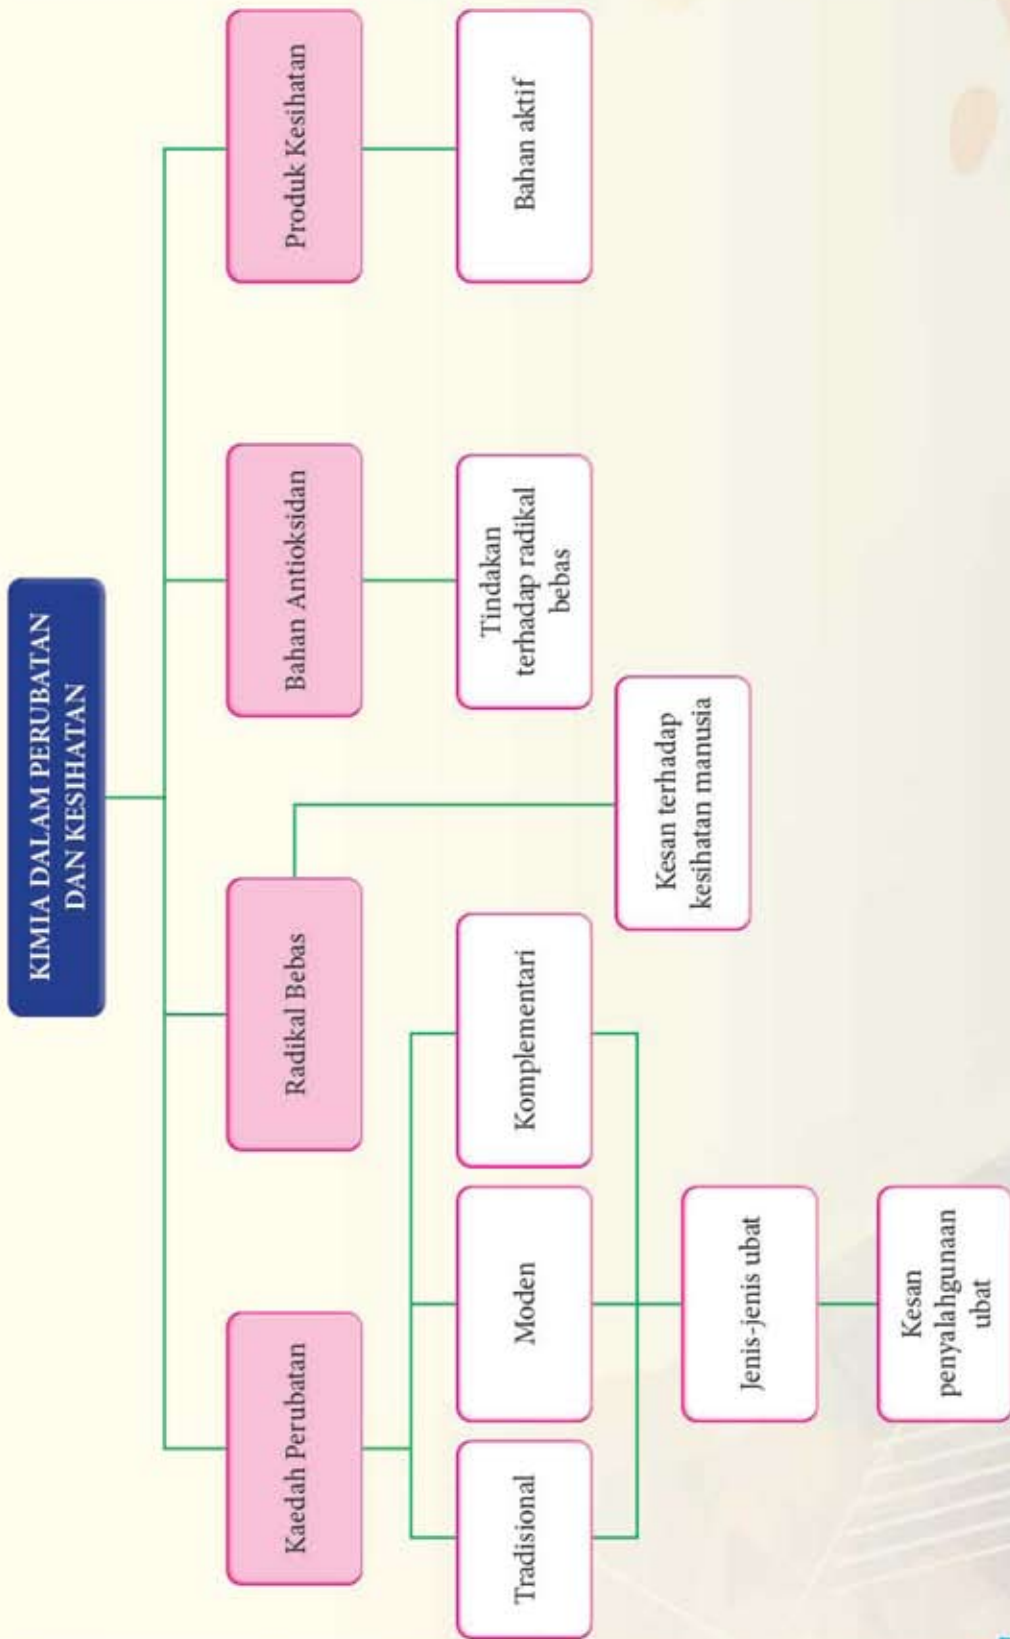 KIMIA DALAM PERUBATAN
DAN KESIHATAN
Kaedah Perubatan
Radikal Bebas
Bahan Antioksidan
Produk Kesihatan
Tradisional
Moden
Komplementari
Tindakan
terhadap radikal
bebas
Bahan aktif
Kesan terhadap
kesihatan manusia
Jenis-jenis ubat
Kesan
penyalahgunaan
ubat